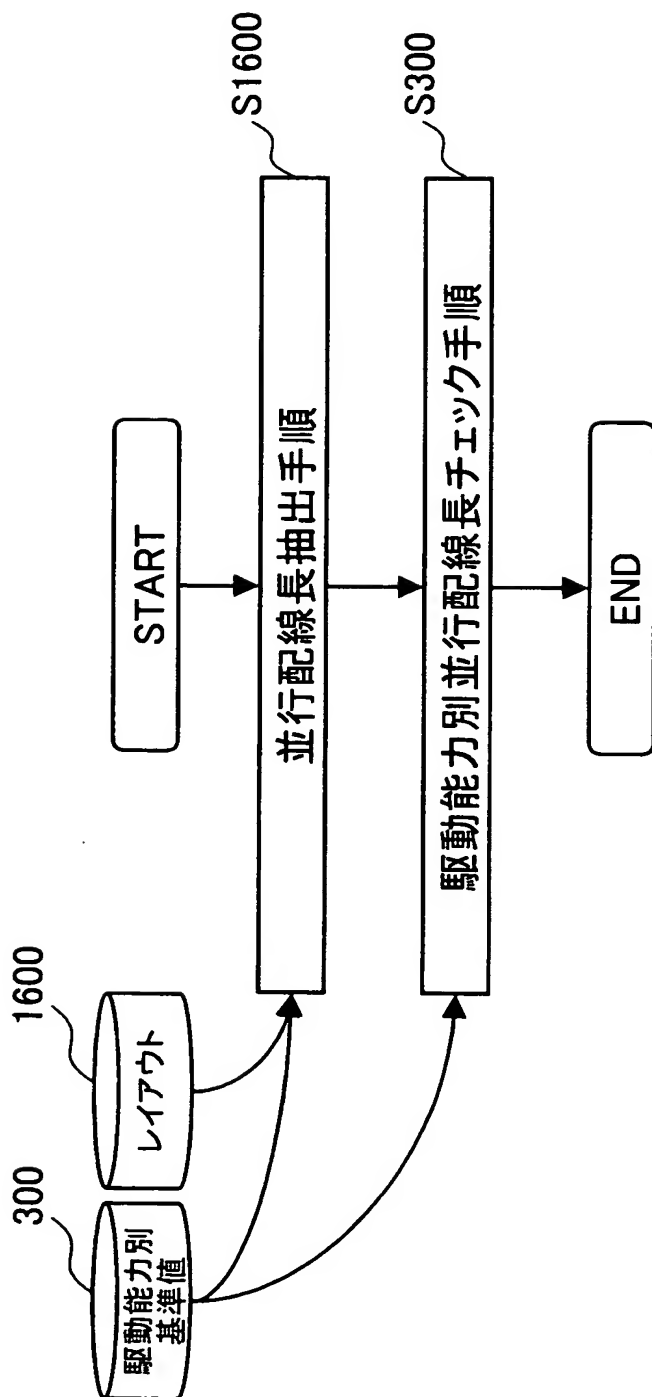 START
300
1600
駆動能力別
基準値
レイアウト
並行配線長抽出手順
S1600
駆動能力別並行配線長チェック手順
S300
END